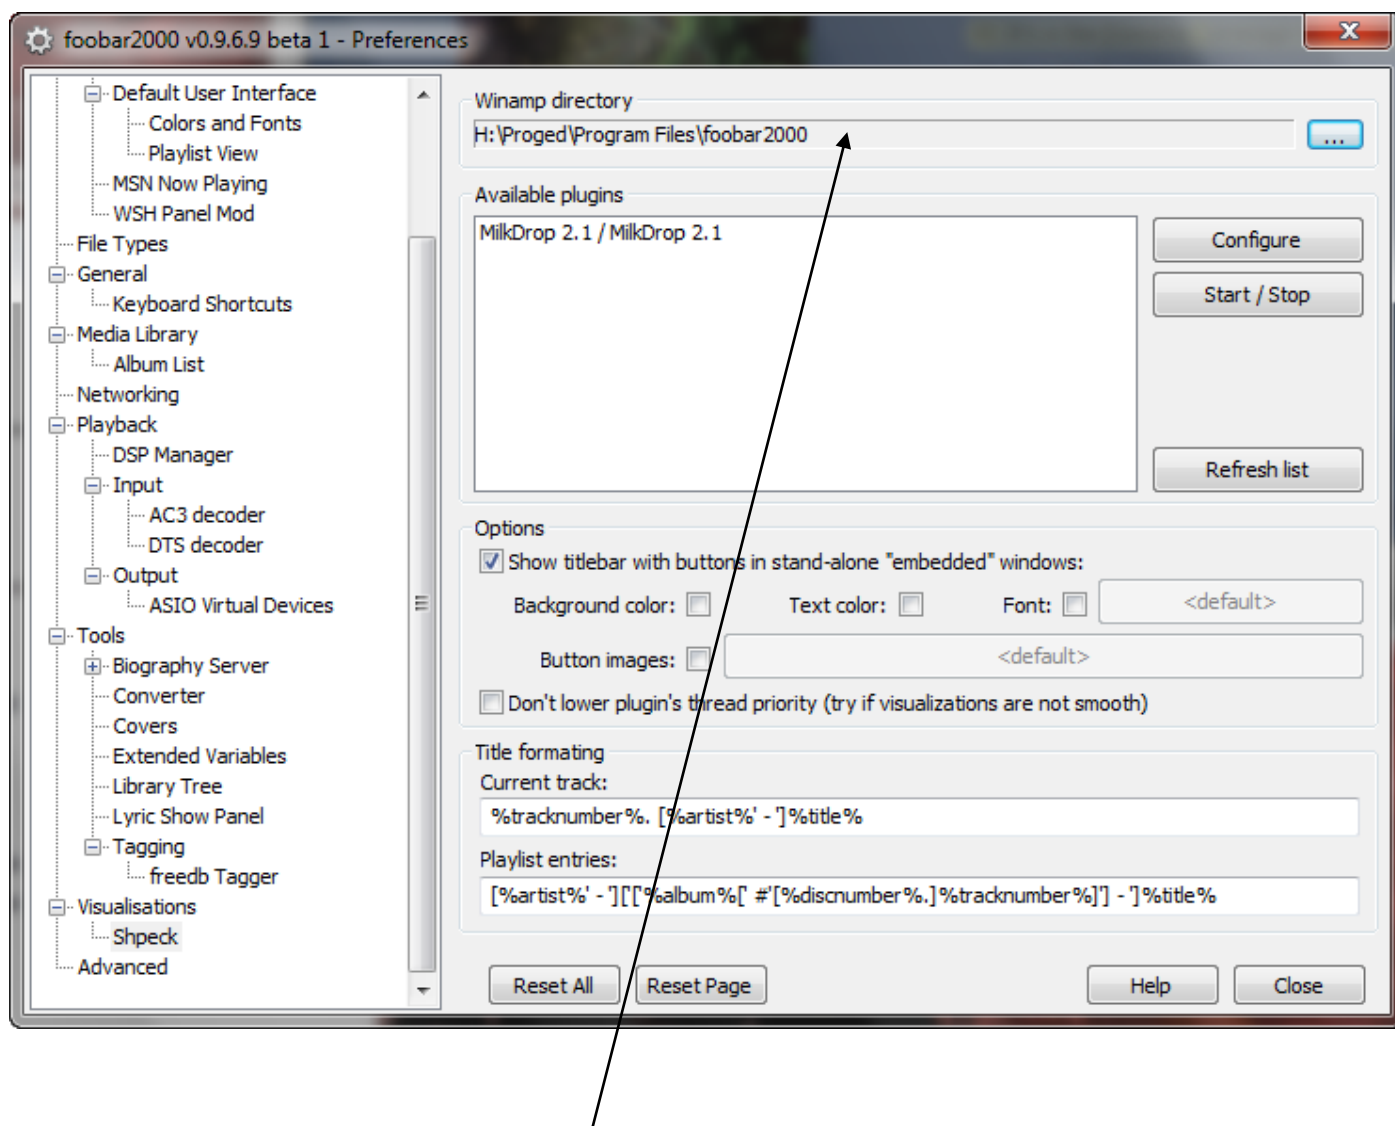 foobar2000 v0.9.6.9 beta 1 - Preferences
Default User Interface
Colors and Fonts
Playlist View
MSN Now Playing
WSH Panel Mod
File Types
General
Keyboard Shortcuts
Media Library
Album List
Networking
Playback
DSP Manager
Input
AC3 decoder
DTS decoder
Output
ASIO Virtual Devices
Tools
Biography Server
Converter
Covers
Extended Variables
Library Tree
Lyric Show Panel
Tagging
freedb Tagger
Visualisations
Shpeck
Advanced
Winamp directory
H:\Proged\Program Files\foobar2000
...
Available plugins
MilkDrop 2.1 / MilkDrop 2.1
Configure
Start / Stop
Refresh list
Options
Show titlebar with buttons in stand-alone "embedded" windows:
Background color: Text color: Font: <default>
Button images: <default>
Don't lower plugin's thread priority (try if visualizations are not smooth)
Title formating
Current track:
%tracknumber%. [%artist%' - ']%title%
Playlist entries:
[%artist%' - ']['['%album%[' #'[%discnumber%.]%tracknumber%]'] - ']%title%
Reset All Reset Page Help Close